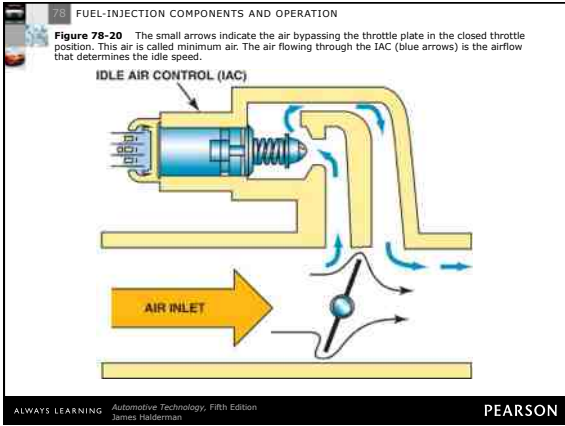 78 FUEL-INJECTION COMPONENTS AND OPERATION
Figure 78-20 The small arrows indicate the air bypassing the throttle plate in the closed throttle
position. This air is called minimum air. The air flowing through the IAC (blue arrows) is the airflow
that determines the idle speed.
IDLE AIR CONTROL (IAC)
AIR INLET
ALWAYS LEARNING
Automotive Technology, Fifth Edition
James Halderman
PEARSON